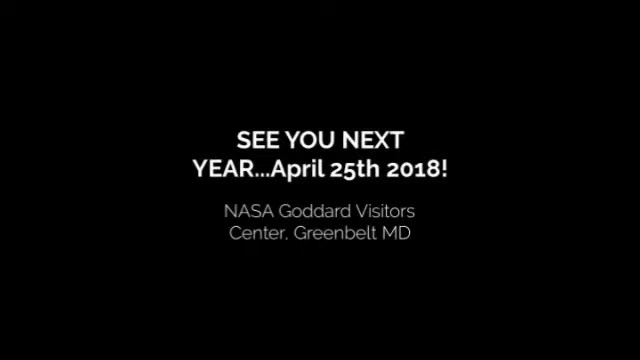 SEE YOU NEXT
YEAR...April 25th 2018!
NASA Goddard Visitors
Center, Greenbelt MD